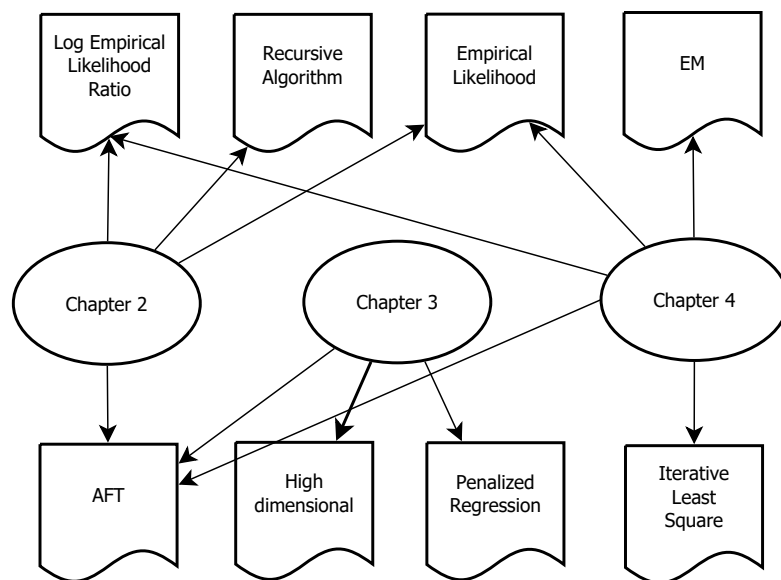 Log Empirical
Likelihood
Ratio
Recursive
Algorithm
Empirical
Likelihood
EM
Chapter 2
Chapter 3
Chapter 4
AFT
High
dimensional
Penalized
Regression
Iterative
Least
Square